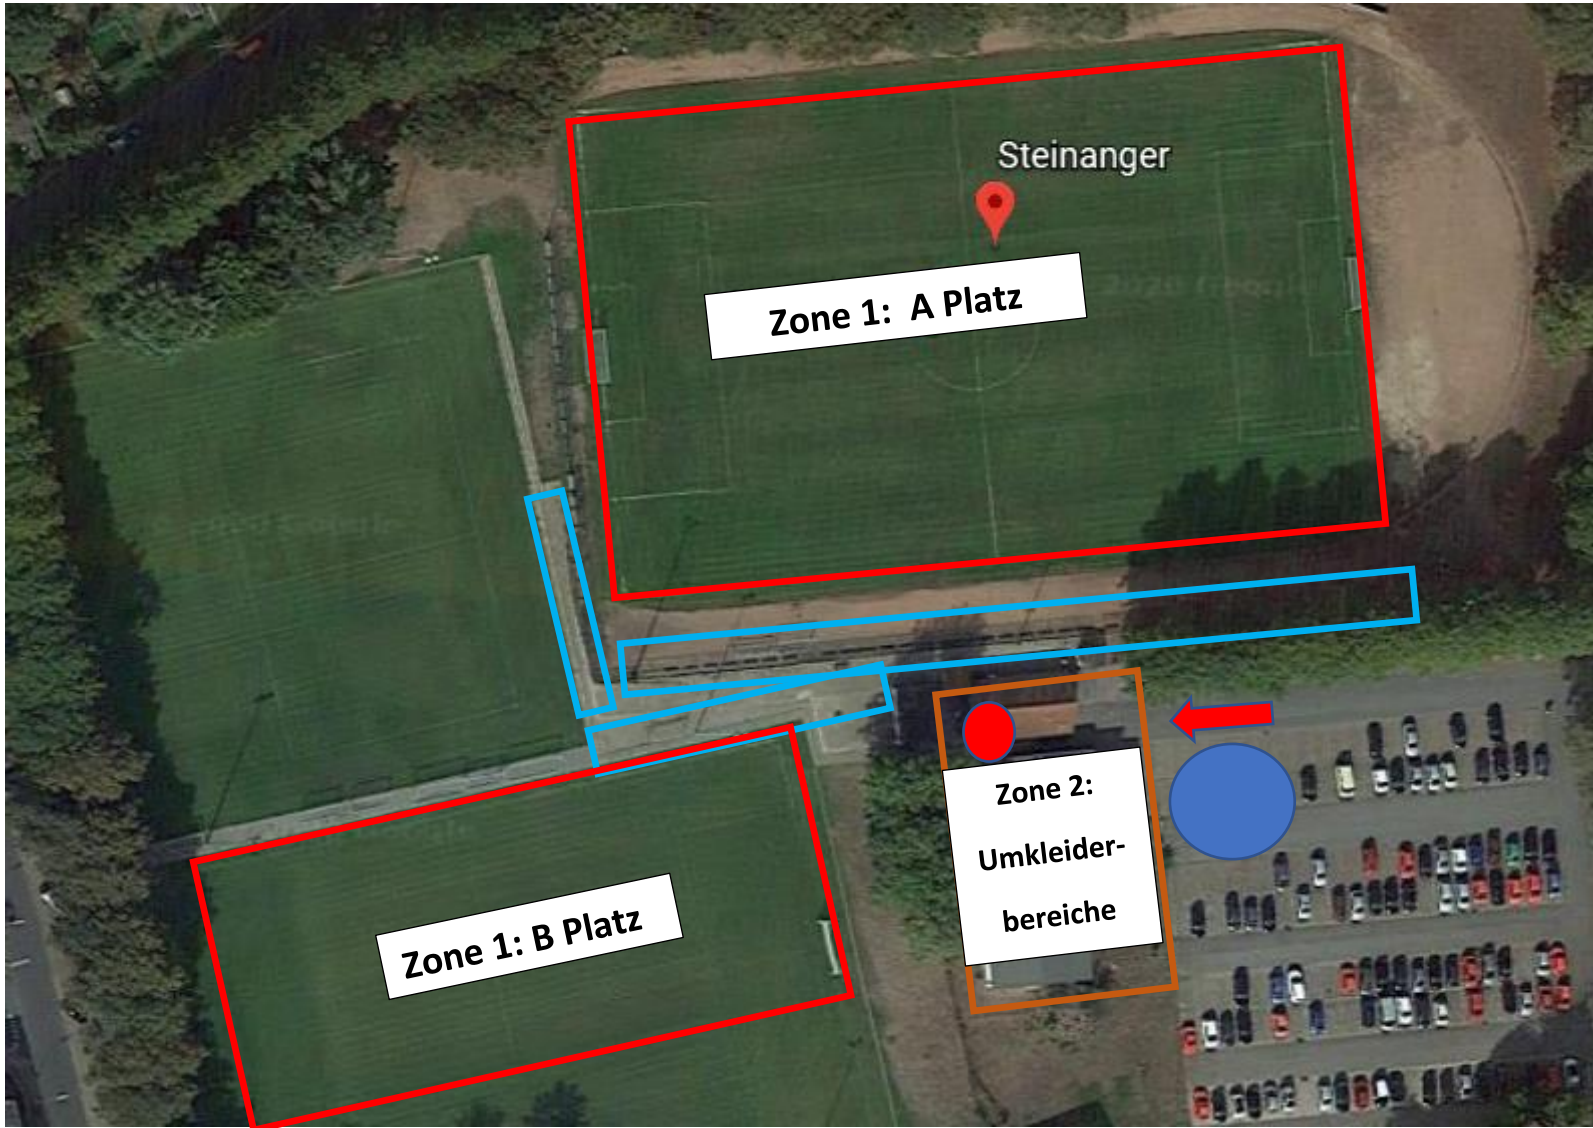 Steinanger
Zone 1:  A Platz
Zone 2:
Umkleider-
bereiche
Zone 1: B Platz